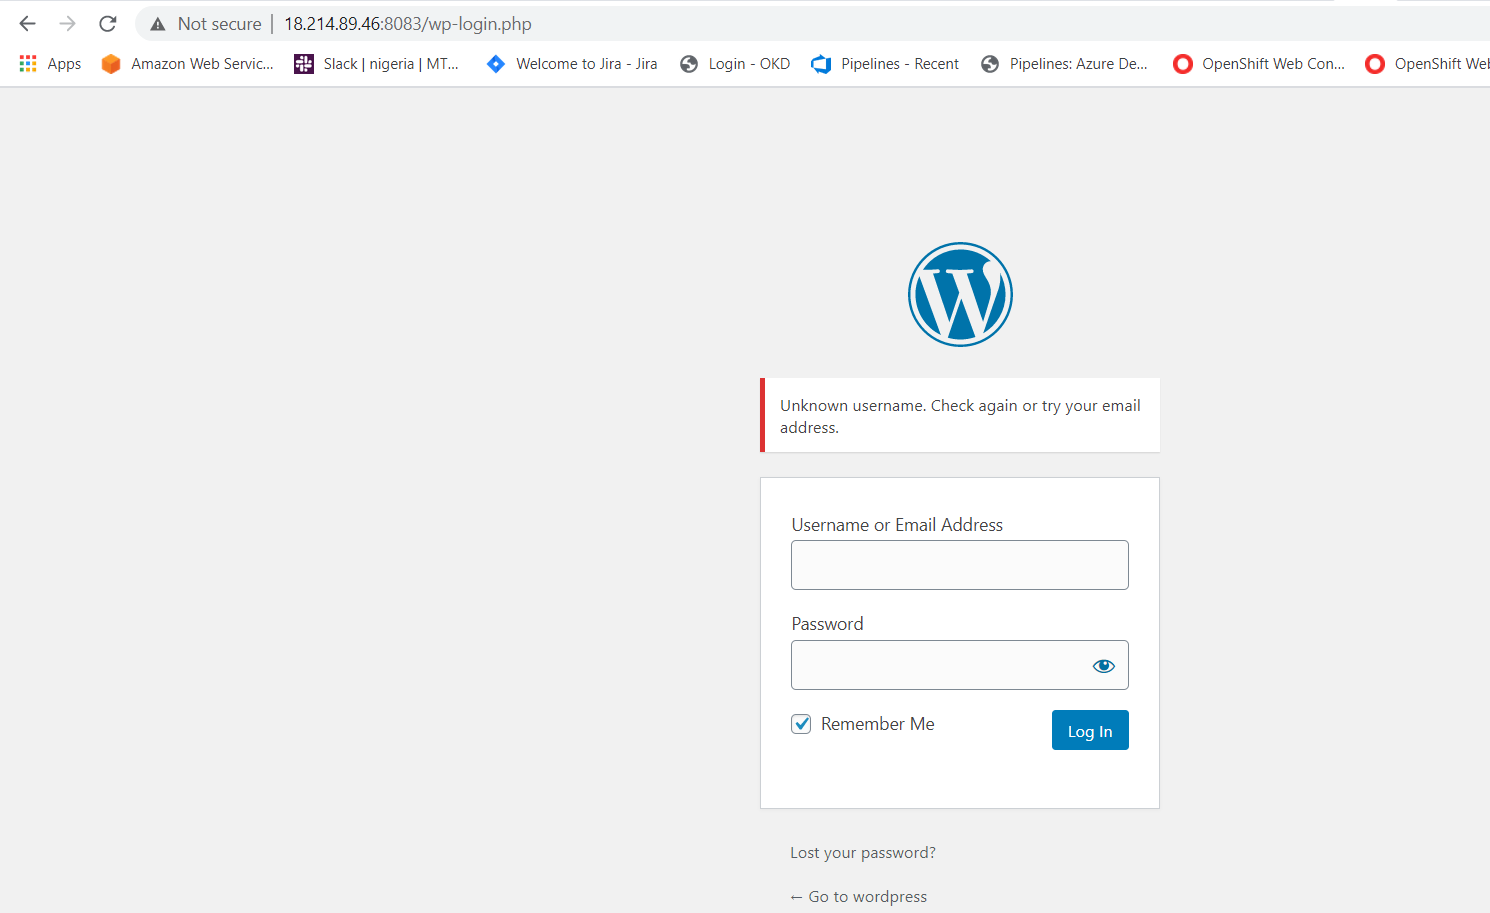 Not secure | 18.214.89.46:8083/wp-login.php
Apps Amazon Web Servic... Slack | nigeria | MT... Welcome to Jira - Jira Login - OKD Pipelines - Recent Pipelines: Azure De... OpenShift Web Con... OpenShift Web
Unknown username. Check again or try your email
address.
Username or Email Address
Password
Remember Me Log In
Lost your password?
← Go to wordpress